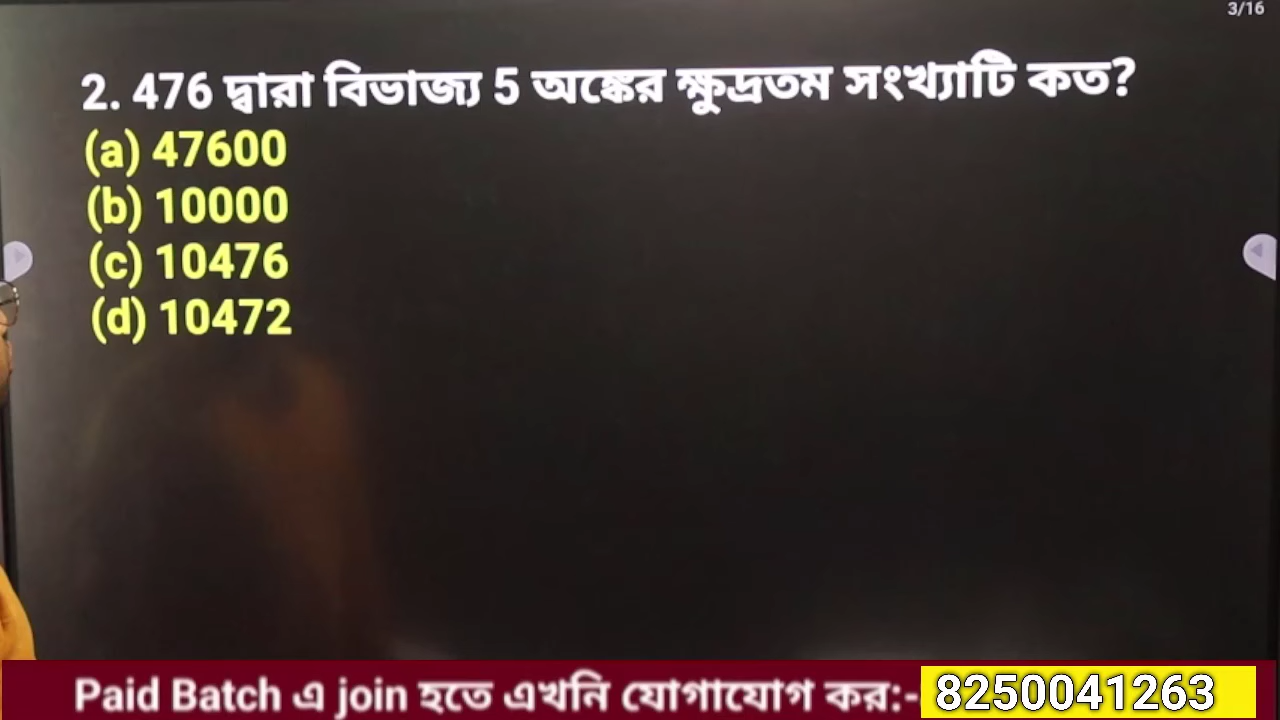 3/16
2. 476 দ্বারা বিভাজ্য 5 অঙ্কের ক্ষুদ্রতম সংখ্যাটি কত?
(a) 47600
(b) 10000
(c) 10476
(d) 10472
Paid Batch এ join হতে এখনি যোগাযোগ কর:- 8250041263